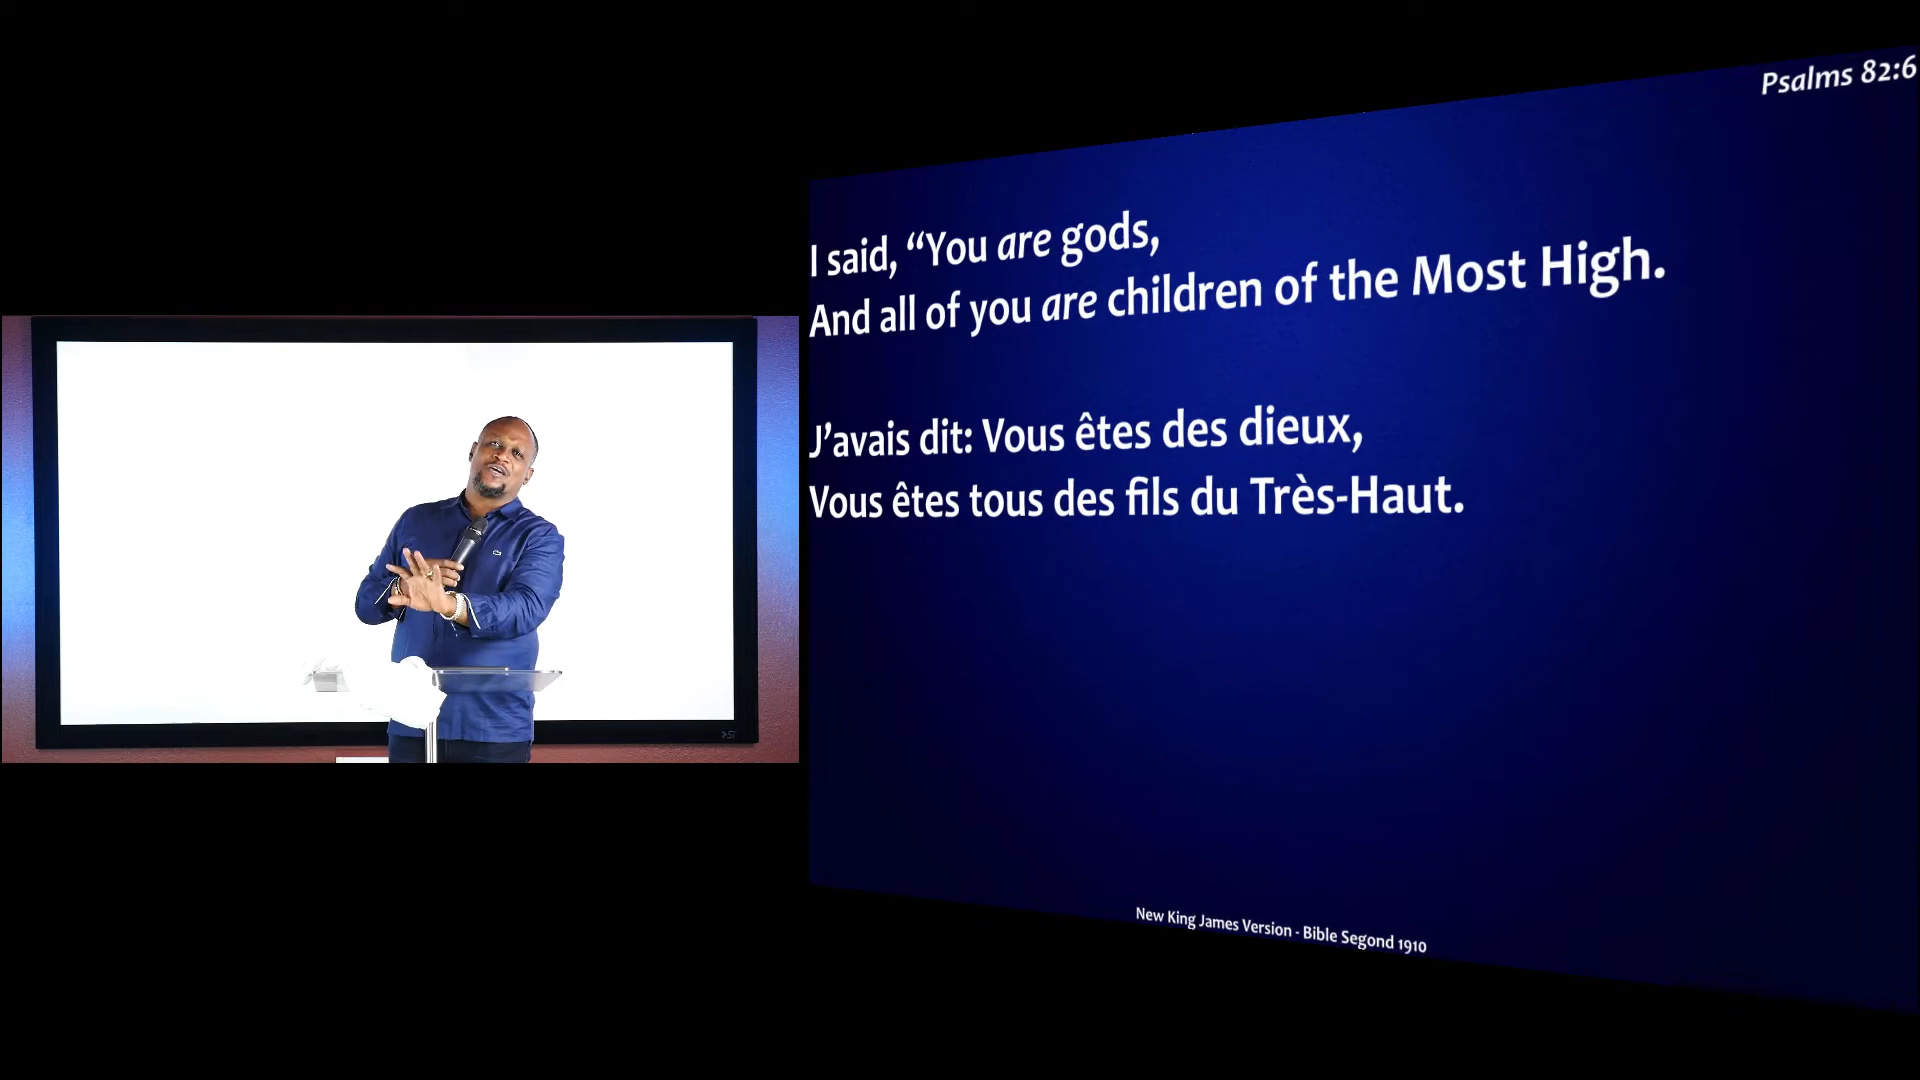 Psalms 82:6
I said, “You are gods,
And all of you are children of the Most High.
J’avais dit: Vous êtes des dieux,
Vous êtes tous des fils du Très-Haut.
New King James Version - Bible Segond 1910